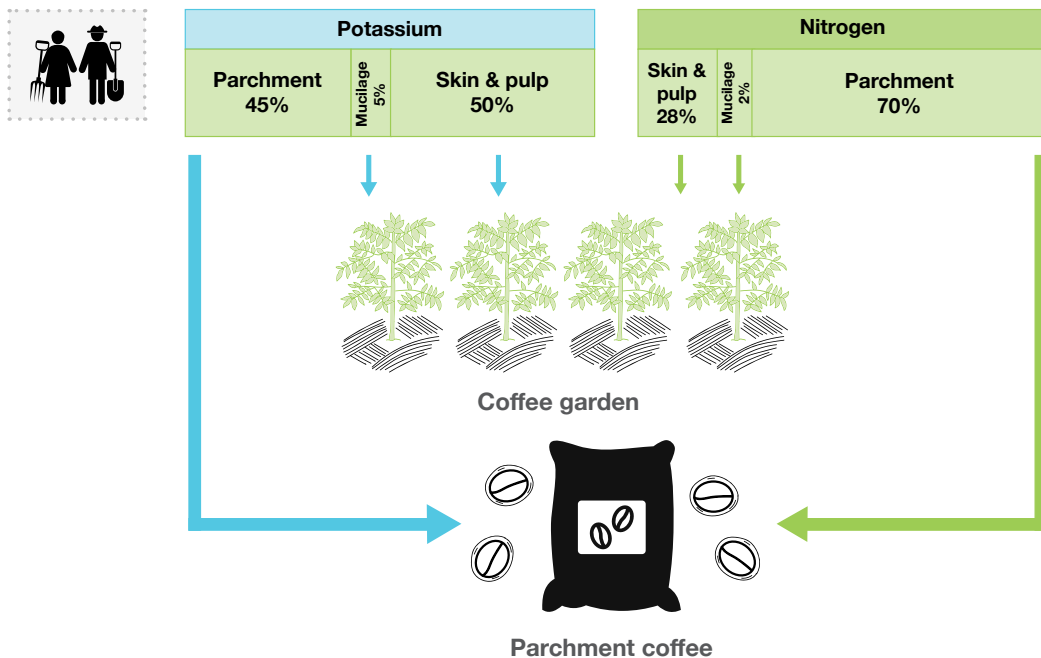 Potassium
Parchment
45%
Mucilage
5%
Skin & pulp
50%
Nitrogen
Skin &
pulp
28%
Mucilage
2%
Parchment
70%
Coffee garden
Parchment coffee